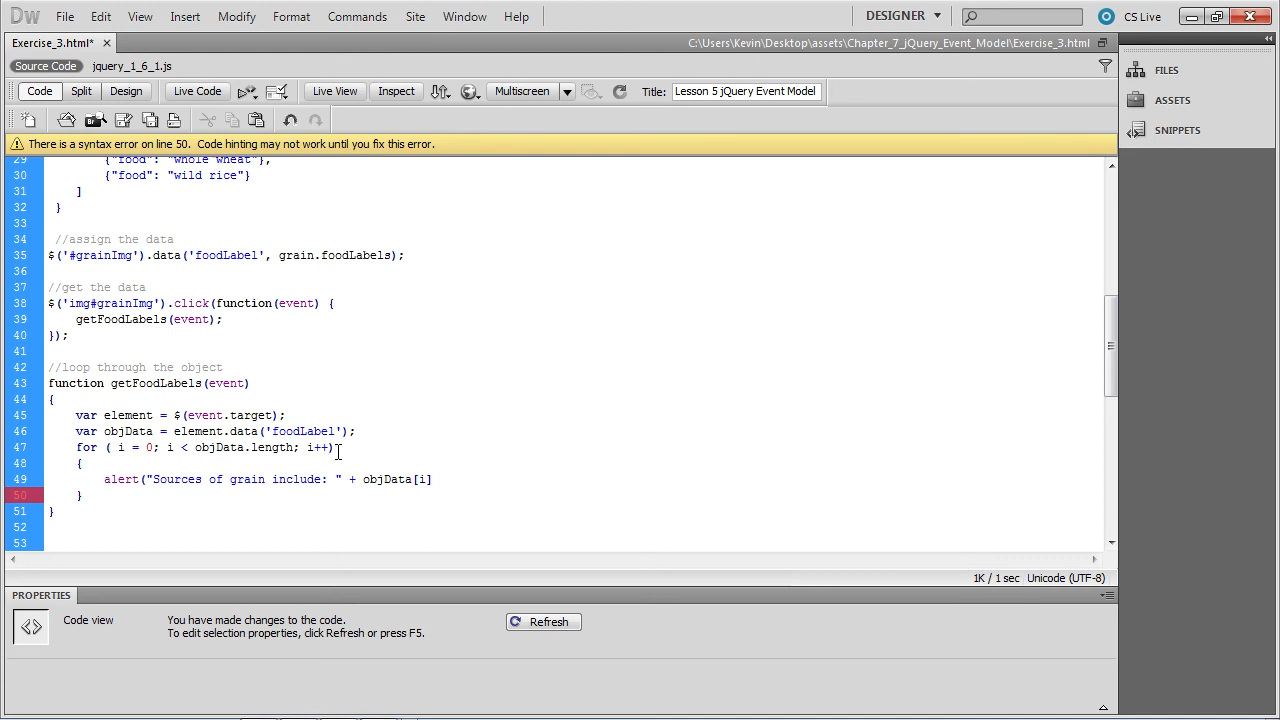 Dw File Edit View Insert Modify Format Commands Site Window Help DESIGNER CS Live
Exercise_3.html* C:\Users\Kevin\Desktop\assets\Chapter_7_jQuery_Event_Model\Exercise_3.html
Source Code jquery_1_6_1.js
Code Split Design Live Code Live View Inspect Multiscreen Title: Lesson 5 jQuery Event Model
There is a syntax error on line 50. Code hinting may not work until you fix this error.
29 {"food": "whole wheat"},
30 {"food": "wild rice"}
31 ]
32 }
33
34 //assign the data
35 $('#grainImg').data('foodLabel', grain.foodLabels);
36
37 //get the data
38 $('img#grainImg').click(function(event) {
39 getFoodLabels(event);
40 });
41
42 //loop through the object
43 function getFoodLabels(event)
44 {
45 var element = $(event.target);
46 var objData = element.data('foodLabel');
47 for ( i = 0; i < objData.length; i++)
48 {
49 alert("Sources of grain include: " + objData[i]
50 }
51 }
52
53
1K / 1 sec Unicode (UTF-8)
PROPERTIES
Code view You have made changes to the code.
To edit selection properties, click Refresh or press F5.
Refresh
FILES
ASSETS
SNIPPETS